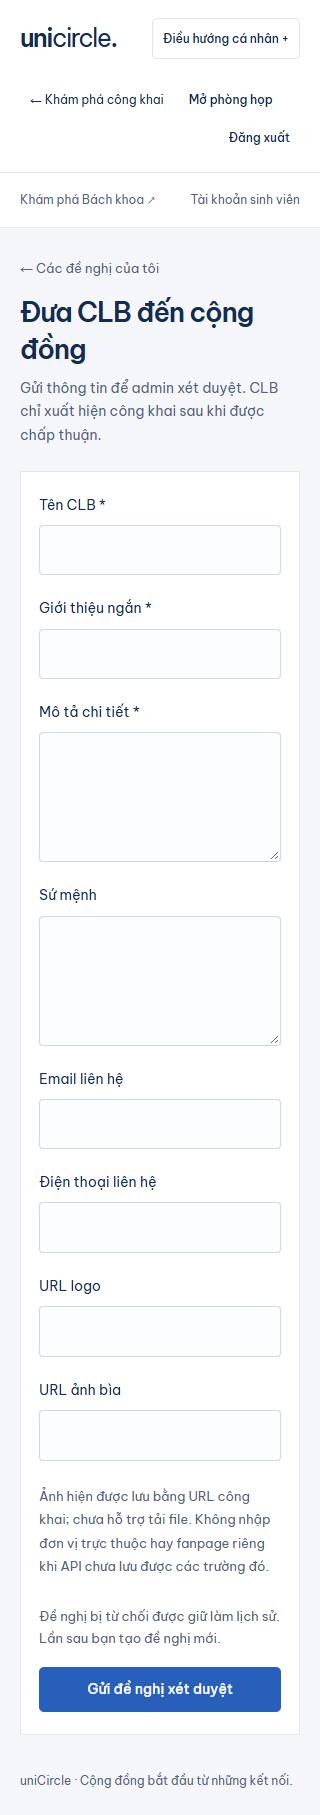 unicircle.
Điều hướng cá nhân +
← Khám phá công khai
Mở phòng họp
Đăng xuất
Khám phá Bách khoa ↗
Tài khoản sinh viên
← Các đề nghị của tôi
Đưa CLB đến cộng
đồng
Gửi thông tin để admin xét duyệt. CLB
chỉ xuất hiện công khai sau khi được
chấp thuận.
Tên CLB *
Giới thiệu ngắn *
Mô tả chi tiết *
Sứ mệnh
Email liên hệ
Điện thoại liên hệ
URL logo
URL ảnh bìa
Ảnh hiện được lưu bằng URL công
khai; chưa hỗ trợ tải file. Không nhập
đơn vị trực thuộc hay fanpage riêng
khi API chưa lưu được các trường đó.
Đề nghị bị từ chối được giữ làm lịch sử.
Lần sau bạn tạo đề nghị mới.
Gửi đề nghị xét duyệt
uniCircle · Cộng đồng bắt đầu từ những kết nối.